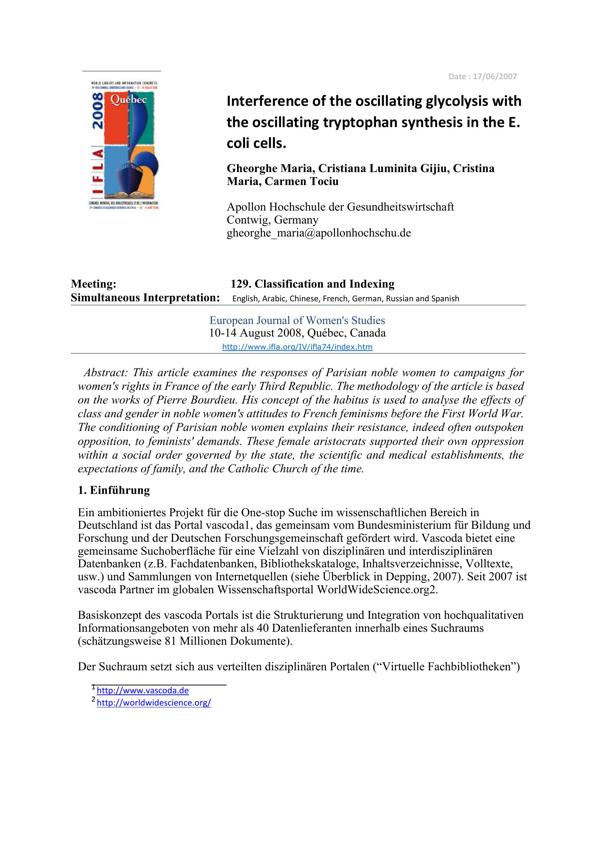 Date : 17/06/2007
WORLD LIBRARY AND INFORMATION CONGRESS
IFLA 2008
Québec
Interference of the oscillating glycolysis with
the oscillating tryptophan synthesis in the E.
coli cells.
Gheorghe Maria, Cristiana Luminita Gijiu, Cristina
Maria, Carmen Tociu
Apollon Hochschule der Gesundheitswirtschaft
Contwig, Germany
gheorghe_maria@apollonhochschu.de
Meeting: 129. Classification and Indexing
Simultaneous Interpretation: English, Arabic, Chinese, French, German, Russian and Spanish
European Journal of Women's Studies
10-14 August 2008, Québec, Canada
http://www.ifla.org/IV/ifla74/index.htm
Abstract: This article examines the responses of Parisian noble women to campaigns for
women's rights in France of the early Third Republic. The methodology of the article is based
on the works of Pierre Bourdieu. His concept of the habitus is used to analyse the effects of
class and gender in noble women's attitudes to French feminisms before the First World War.
The conditioning of Parisian noble women explains their resistance, indeed often outspoken
opposition, to feminists' demands. These female aristocrats supported their own oppression
within a social order governed by the state, the scientific and medical establishments, the
expectations of family, and the Catholic Church of the time.
1. Einführung
Ein ambitioniertes Projekt für die One-stop Suche im wissenschaftlichen Bereich in
Deutschland ist das Portal vascoda1, das gemeinsam vom Bundesministerium für Bildung und
Forschung und der Deutschen Forschungsgemeinschaft gefördert wird. Vascoda bietet eine
gemeinsame Suchoberfläche für eine Vielzahl von disziplinären und interdisziplinären
Datenbanken (z.B. Fachdatenbanken, Bibliothekskataloge, Inhaltsverzeichnisse, Volltexte,
usw.) und Sammlungen von Internetquellen (siehe Überblick in Depping, 2007). Seit 2007 ist
vascoda Partner im globalen Wissenschaftsportal WorldWideScience.org2.
Basiskonzept des vascoda Portals ist die Strukturierung und Integration von hochqualitativen
Informationsangeboten von mehr als 40 Datenlieferanten innerhalb eines Suchraums
(schätzungsweise 81 Millionen Dokumente).
Der Suchraum setzt sich aus verteilten disziplinären Portalen (“Virtuelle Fachbibliotheken”)
1 http://www.vascoda.de
2 http://worldwidescience.org/